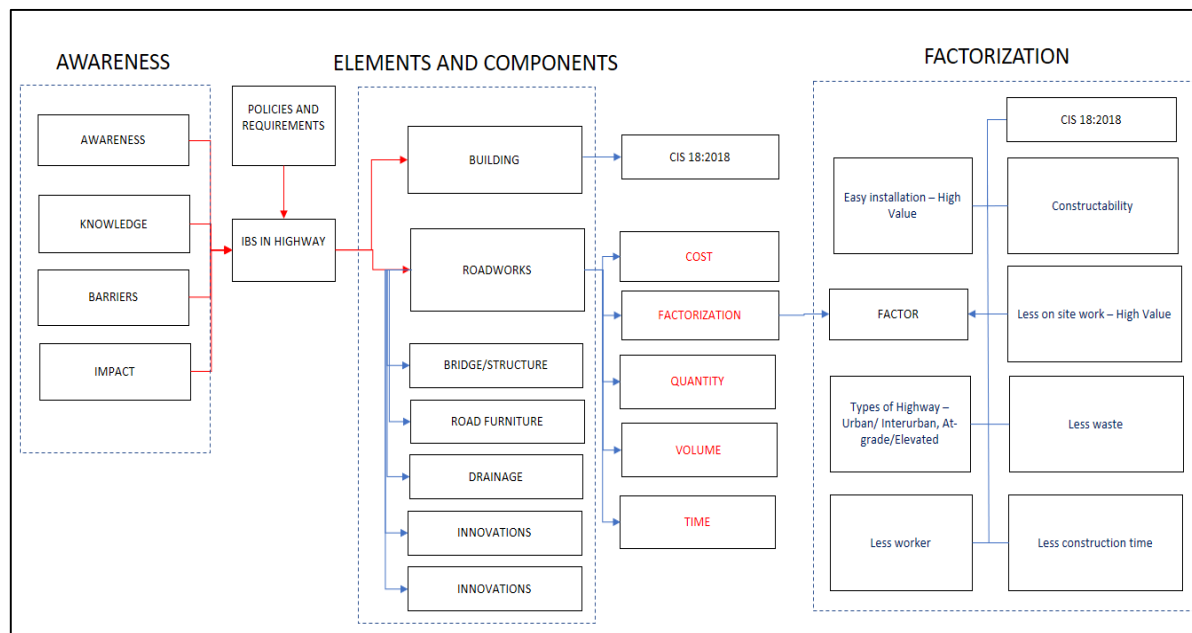 AWARENESS
AWARENESS
KNOWLEDGE
BARRIERS
IMPACT
POLICIES AND
REQUIREMENTS
IBS IN HIGHWAY
ELEMENTS AND COMPONENTS
BUILDING
ROADWORKS
BRIDGE/STRUCTURE
ROAD FURNITURE
DRAINAGE
INNOVATIONS
INNOVATIONS
CIS 18:2018
COST
FACTORIZATION
QUANTITY
VOLUME
TIME
FACTORIZATION
CIS 18:2018
Easy installation – High
Value
Constructability
FACTOR
Less on site work – High Value
Types of Highway –
Urban/ Interurban, At-
grade/Elevated
Less waste
Less worker
Less construction time